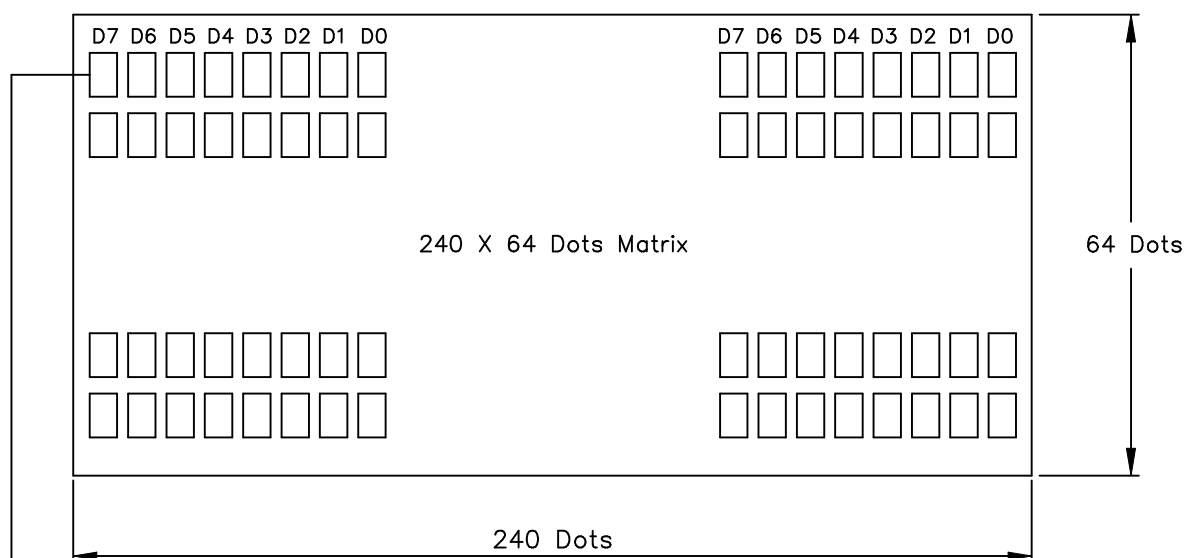 D7 D6 D5 D4 D3 D2 D1 D0 D7 D6 D5 D4 D3 D2 D1 D0
240 X 64 Dots Matrix
64 Dots
240 Dots